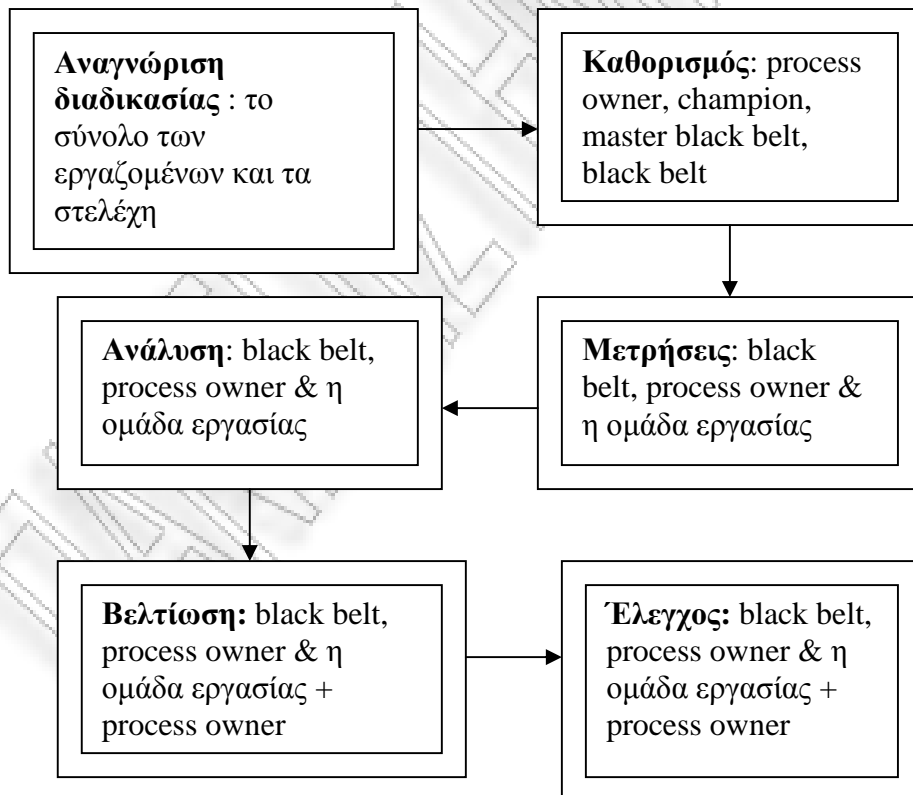 Αναγνώριση
διαδικασίας : το
σύνολο των
εργαζομένων και τα
στελέχη
Καθορισμός: process
owner, champion,
master black belt,
black belt
Μετρήσεις: black
belt, process owner &
η ομάδα εργασίας
Ανάλυση: black belt,
process owner & η
ομάδα εργασίας
Βελτίωση: black belt,
process owner & η
ομάδα εργασίας +
process owner
Έλεγχος: black belt,
process owner & η
ομάδα εργασίας +
process owner